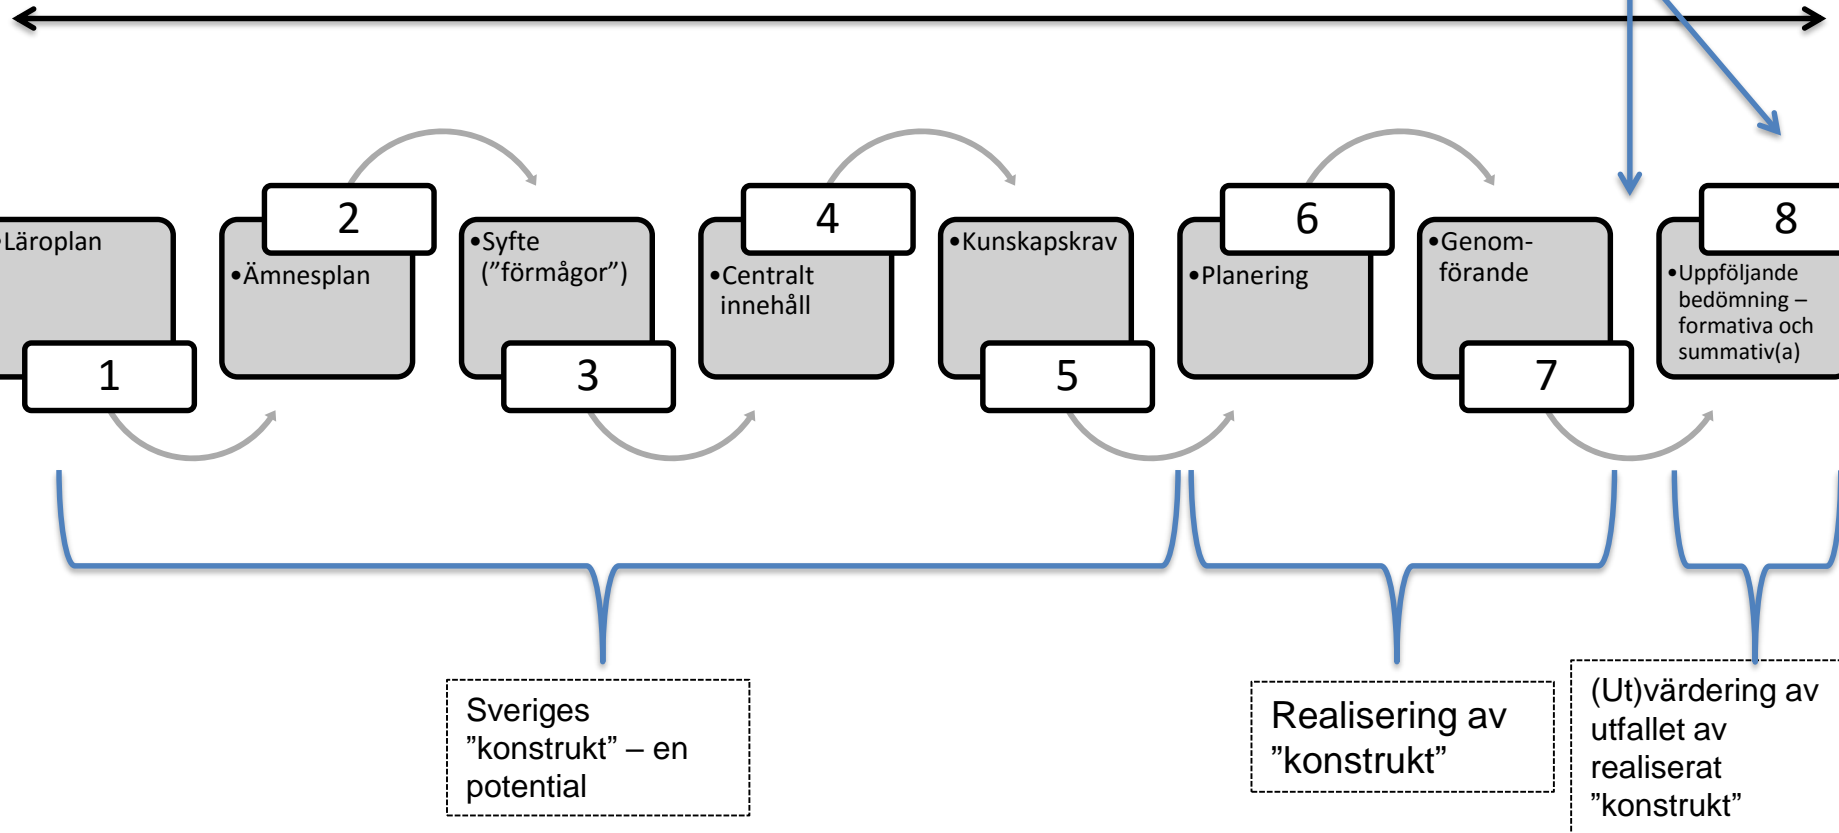 •Läroplan
1
2
•Ämnesplan
•Syfte
("förmågor")
3
4
•Centralt
innehåll
•Kunskapskrav
5
6
•Planering
•Genom-
förande
7
8
•Uppföljande
bedömning –
formativa och
summativ(a)
Sveriges
”konstrukt” – en
potential
Realisering av
”konstrukt”
(Ut)värdering av
utfallet av
realiserat
”konstrukt”